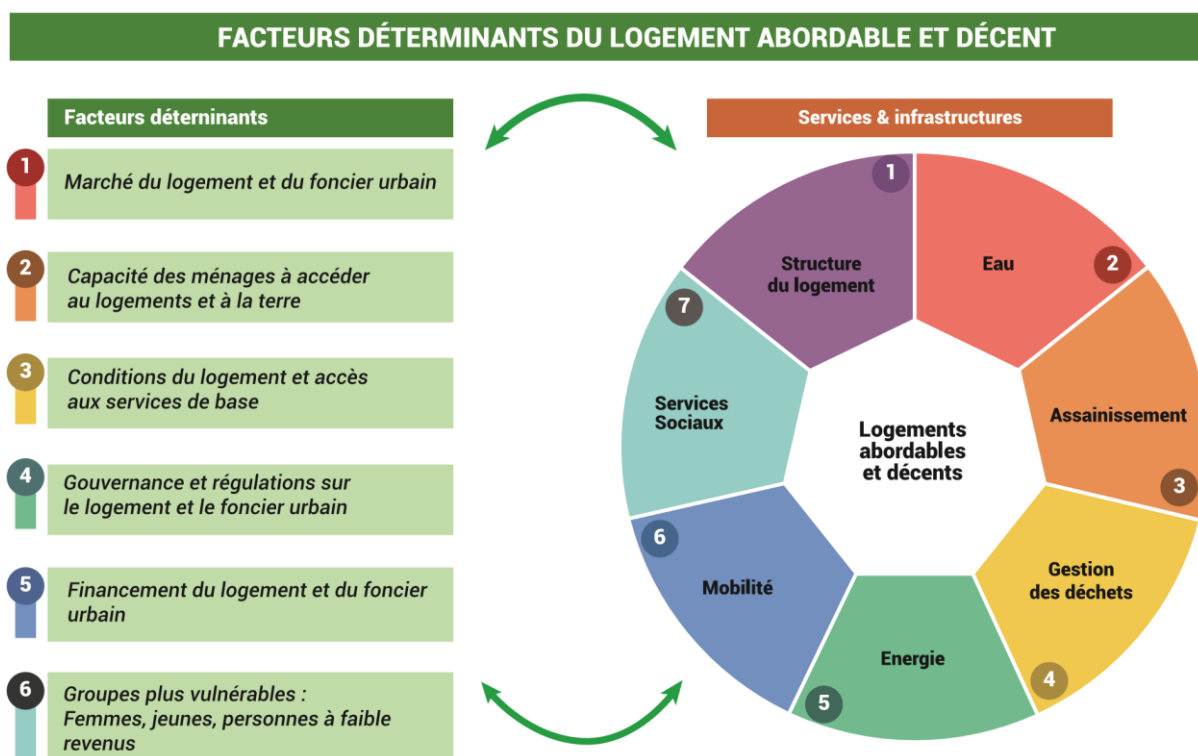 FACTEURS DÉTERMINANTS DU LOGEMENT ABORDABLE ET DÉCENT
Facteurs déterninants
1
Marché du logement et du foncier urbain
2
Capacité des ménages à accéder
au logements et à la terre
3
Conditions du logement et accès
aux services de base
4
Gouvernance et régulations sur
le logement et le foncier urbain
5
Financement du logement et du foncier
urbain
6
Groupes plus vulnérables :
Femmes, jeunes, personnes à faible
revenus
Services & infrastructures
1
Structure
du logement
Eau
2
Assainissement
3
Gestion
des déchets
4
Energie
5
Mobilité
6
Services
Sociaux
7
Logements
abordables
et décents